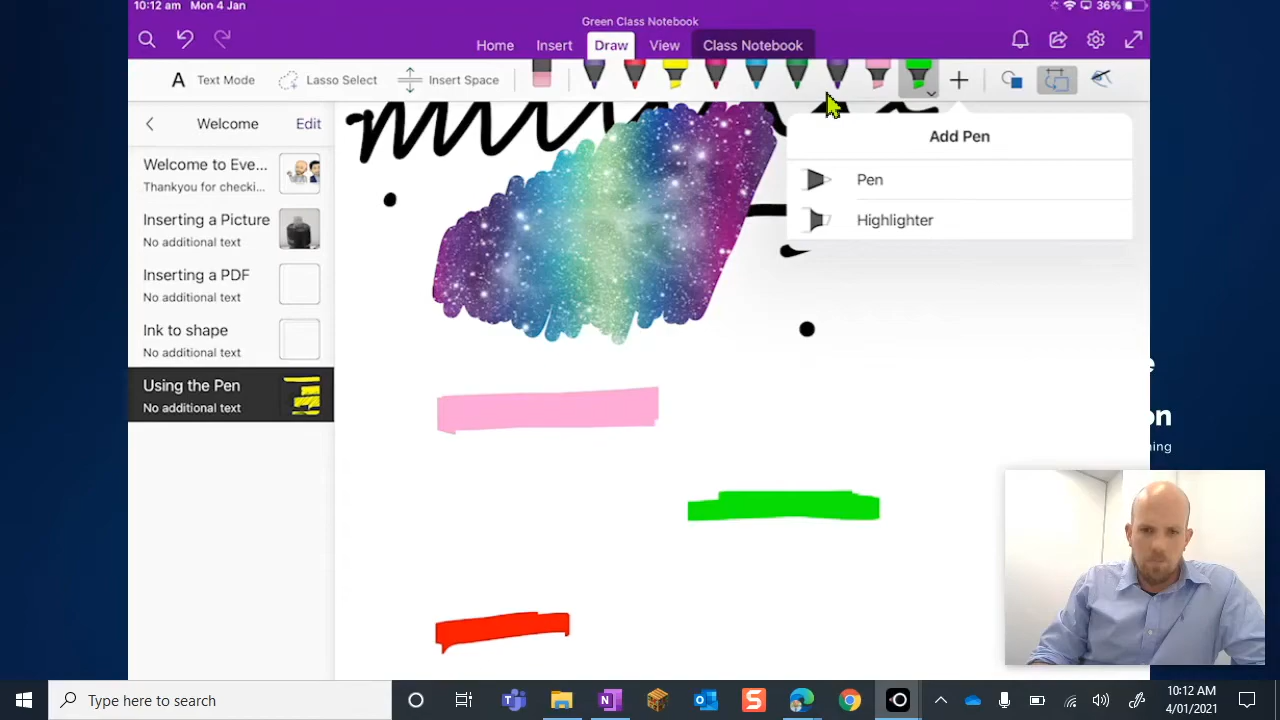 10:12 am Mon 4 Jan
36%
Green Class Notebook
Home Insert Draw View Class Notebook
A Text Mode Lasso Select Insert Space
Welcome Edit
Add Pen
Pen
Highlighter
Welcome to Eve...
Thankyou for checki...
Inserting a Picture
No additional text
Inserting a PDF
No additional text
Ink to shape
No additional text
Using the Pen
No additional text
e
on
ning
Type here to search
10:12 AM
4/01/2021